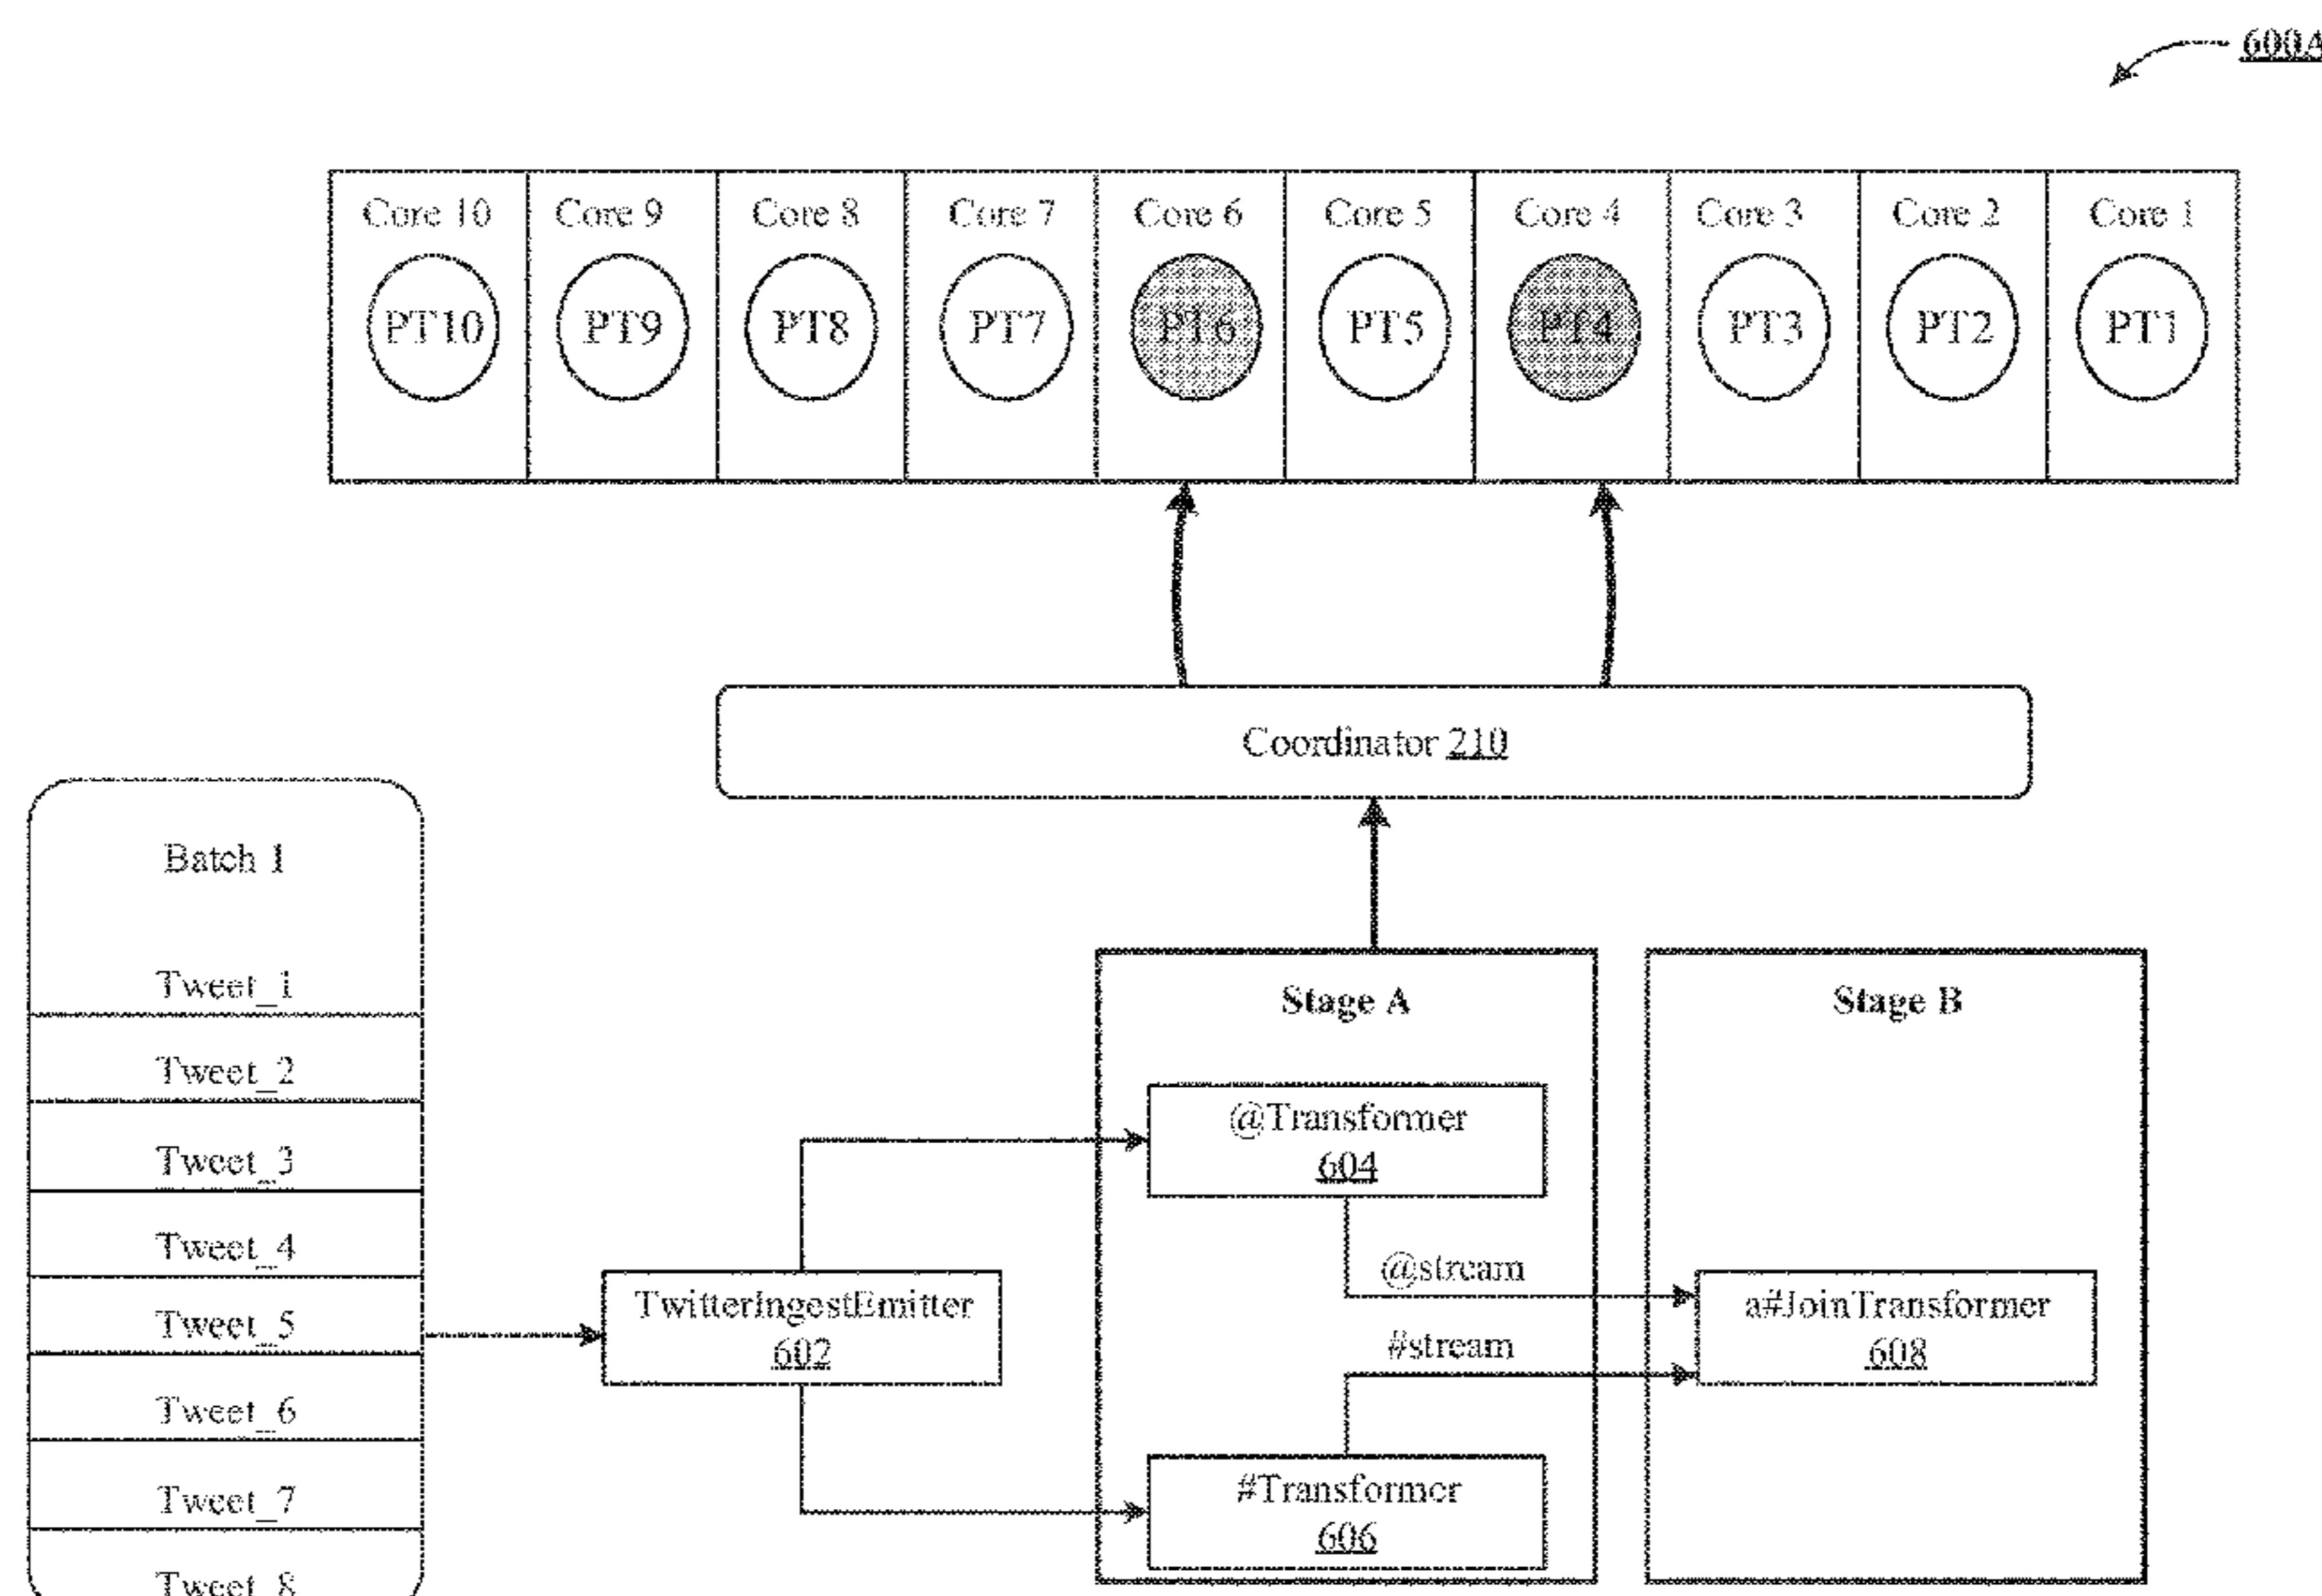 600A
Core 10 Core 9 Core 8 Core 7 Core 6 Core 5 Core 4 Core 3 Core 2 Core 1
PT10 PT9 PT8 PT7 PT6 PT5 PT4 PT3 PT2 PT1
Coordinator 210
Batch 1
Tweet_1
Tweet_2
Tweet_3
Tweet_4
Tweet_5
Tweet_6
Tweet_7
Tweet_8
TwitterIngestEmitter
602
Stage A
@Transformer
604
@stream
#stream
#Transformer
606
Stage B
a#JoinTransformer
608